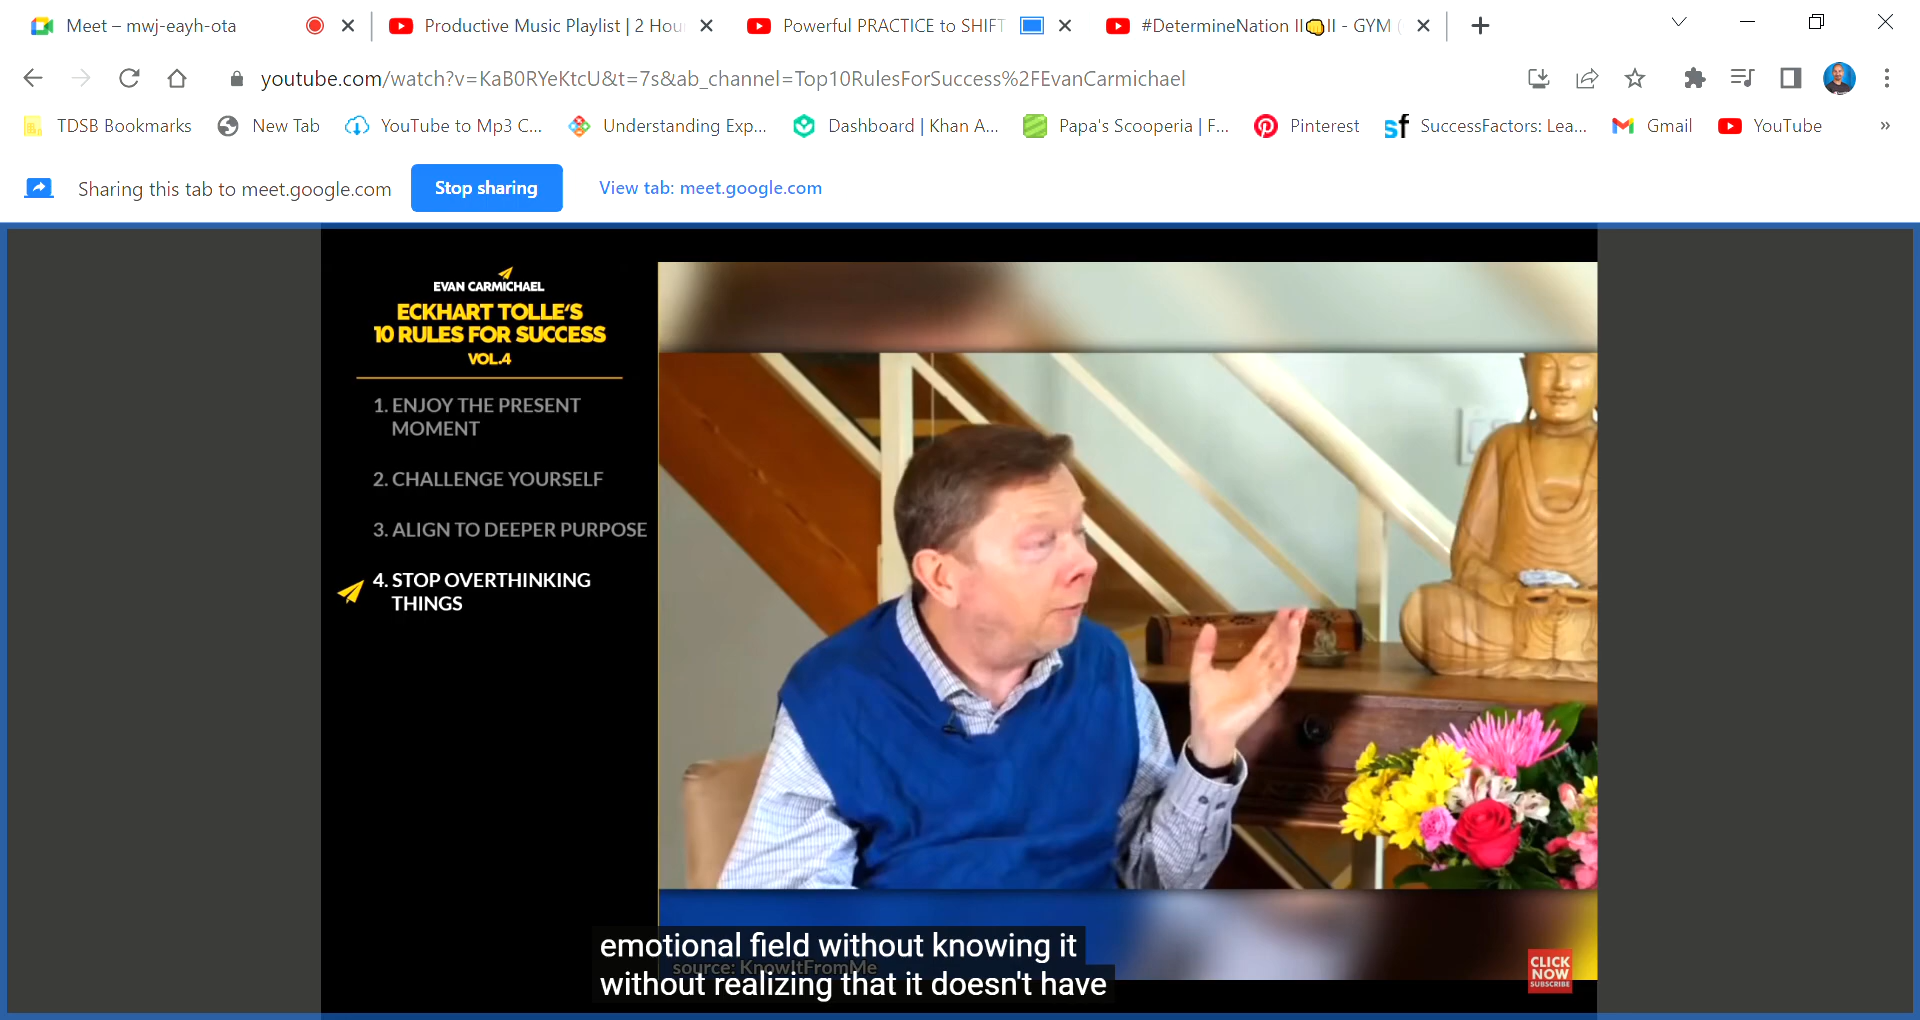 Meet – mwj-eayh-ota
Productive Music Playlist | 2 Hou
Powerful PRACTICE to SHIFT
#DetermineNation II👊II - GYM (
youtube.com/watch?v=KaB0RYeKtcU&t=7s&ab_channel=Top10RulesForSuccess%2FEvanCarmichael
TDSB Bookmarks
New Tab
YouTube to Mp3 C...
Understanding Exp...
Dashboard | Khan A...
Papa's Scooperia | F...
Pinterest
sf SuccessFactors: Lea...
Gmail
YouTube
»
Sharing this tab to meet.google.com
Stop sharing
View tab: meet.google.com
EVAN CARMICHAEL
ECKHART TOLLE'S
10 RULES FOR SUCCESS
VOL.4
1. ENJOY THE PRESENT
MOMENT
2. CHALLENGE YOURSELF
3. ALIGN TO DEEPER PURPOSE
4. STOP OVERTHINKING
THINGS
emotional field without knowing it
source: KnowItFromMe
without realizing that it doesn't have
CLICK
NOW
SUBSCRIBE